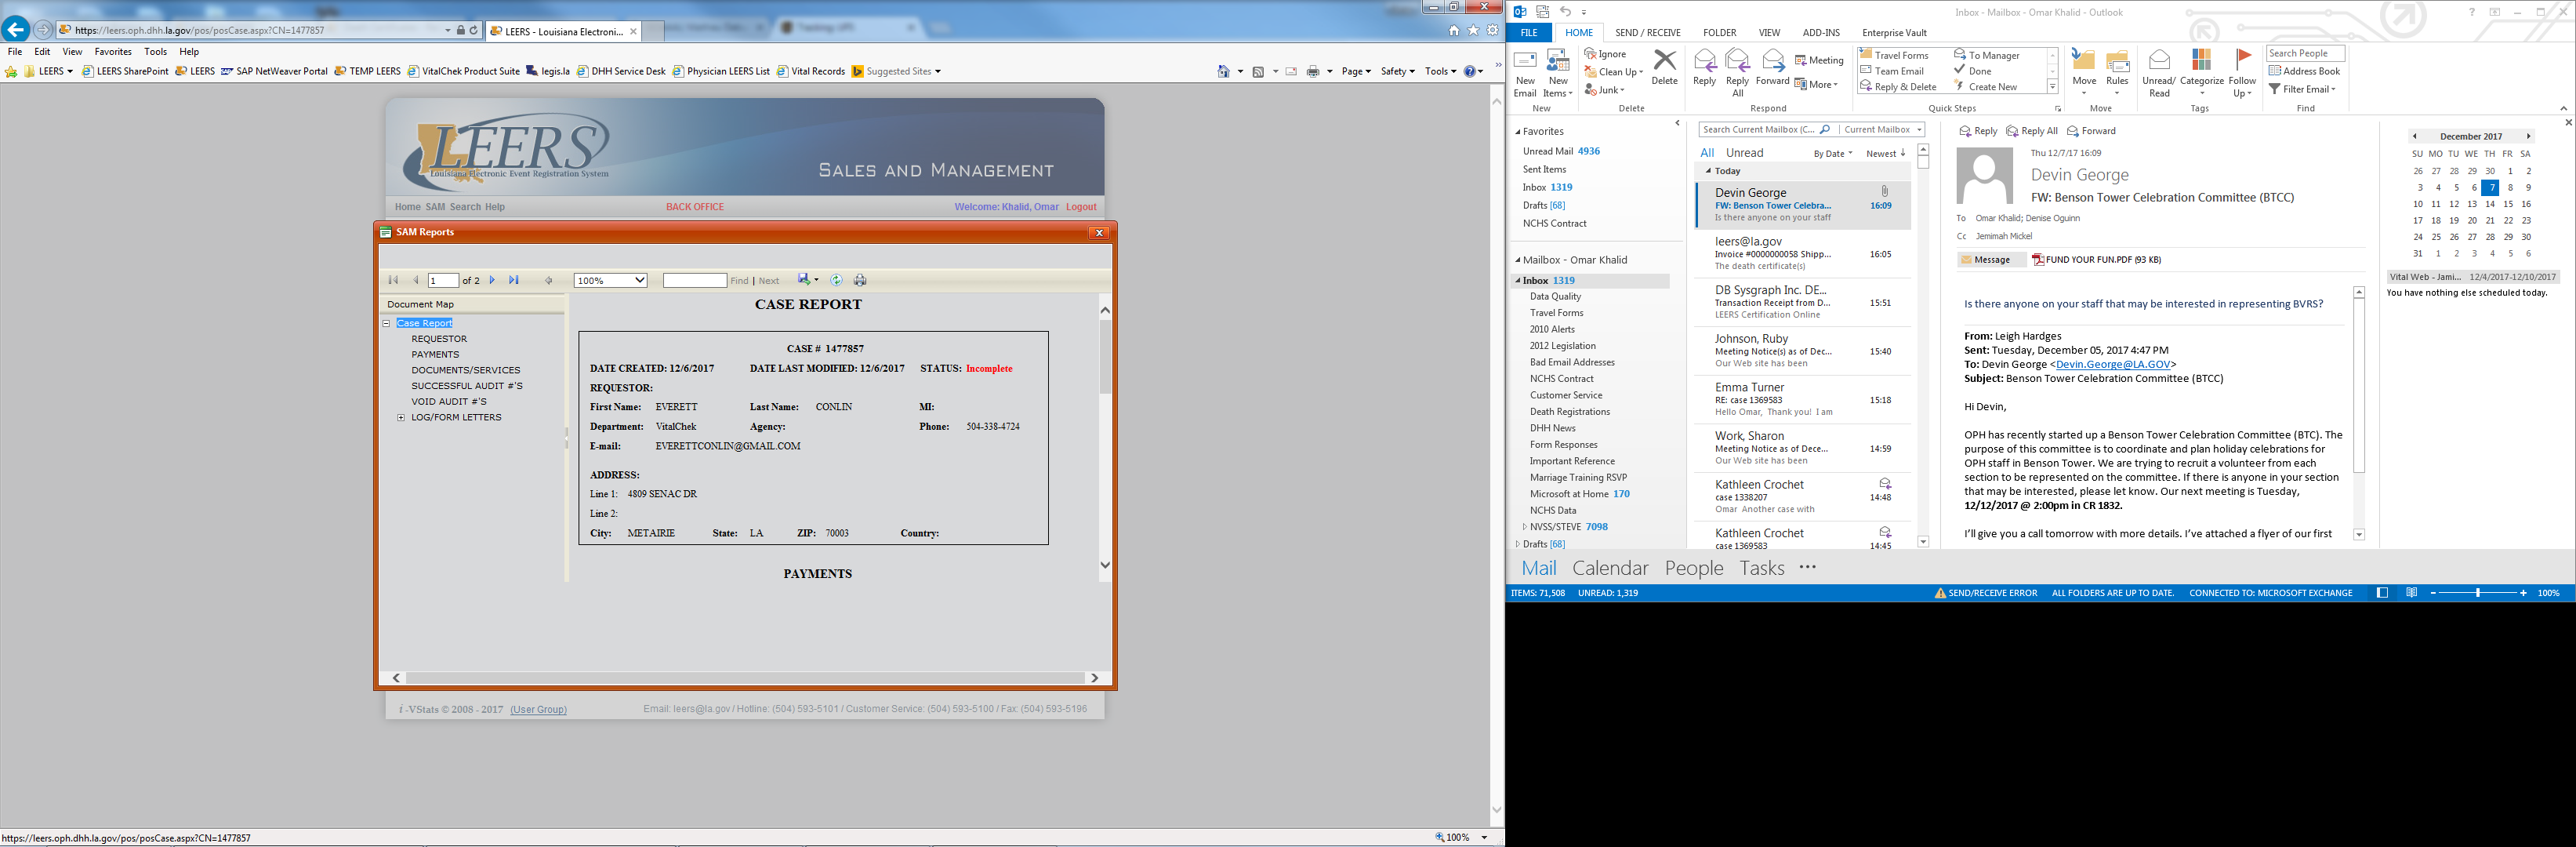 https://leers.oph.dhh.la.gov/pos/posCase.aspx?CN=1477857
LEERS - Louisiana Electroni...
File Edit View Favorites Tools Help
LEERS LEERS SharePoint LEERS SAP NetWeaver Portal TEMP LEERS VitalChek Product Suite legis.la DHH Service Desk Physician LEERS List Vital Records Suggested Sites
Page Safety Tools
LEERS
Louisiana Electronic Event Registration System
SALES AND MANAGEMENT
Home SAM Search Help BACK OFFICE Welcome: Khalid, Omar Logout
SAM Reports
1 of 2 100% Find | Next
Document Map
Case Report
REQUESTOR
PAYMENTS
DOCUMENTS/SERVICES
SUCCESSFUL AUDIT #'S
VOID AUDIT #'S
LOG/FORM LETTERS
CASE REPORT
CASE # 1477857
DATE CREATED: 12/6/2017 DATE LAST MODIFIED: 12/6/2017 STATUS: Incomplete
REQUESTOR:
First Name: EVERETT Last Name: CONLIN MI:
Department: VitalChek Agency: Phone: 504-338-4724
E-mail: EVERETTCONLIN@GMAIL.COM
ADDRESS:
Line 1: 4809 SENAC DR
Line 2:
City: METAIRIE State: LA ZIP: 70003 Country:
PAYMENTS
i-VStats © 2008 - 2017 (User Group) Email: leers@la.gov / Hotline: (504) 593-5101 / Customer Service: (504) 593-5100 / Fax: (504) 593-5196
https://leers.oph.dhh.la.gov/pos/posCase.aspx?CN=1477857
100%
Inbox - Mailbox - Omar Khalid - Outlook
FILE HOME SEND / RECEIVE FOLDER VIEW ADD-INS Enterprise Vault
New Email
New Items
New
Ignore
Clean Up
Junk
Delete
Delete
Reply
Reply All
Forward
Meeting
More
Respond
Travel Forms
Team Email
Reply & Delete
To Manager
Done
Create New
Quick Steps
Move
Rules
Move
Unread/ Read
Categorize
Follow Up
Tags
Search People
Address Book
Filter Email
Find
Favorites
Unread Mail 4936
Sent Items
Inbox 1319
Drafts [68]
NCHS Contract
Mailbox - Omar Khalid
Inbox 1319
Data Quality
Travel Forms
2010 Alerts
2012 Legislation
Bad Email Addresses
NCHS Contract
Customer Service
Death Registrations
DHH News
Form Responses
Important Reference
Marriage Training RSVP
Microsoft at Home 170
NCHS Data
NVSS/STEVE 7098
Drafts [68]
Search Current Mailbox (C... Current Mailbox
All Unread By Date Newest
Today
Devin George
FW: Benson Tower Celebra... 16:09
Is there anyone on your staff
leers@la.gov
Invoice #0000000058 Shipp... 16:05
The death certificate(s)
DB Sysgraph Inc. DE...
Transaction Receipt from D... 15:51
LEERS Certification Online
Johnson, Ruby
Meeting Notice(s) as of Dec... 15:40
Our Web site has been
Emma Turner
RE: case 1369583 15:18
Hello Omar, Thank you! I am
Work, Sharon
Meeting Notice as of Dece... 14:59
Our Web site has been
Kathleen Crochet
case 1338207 14:48
Omar Another case with
Kathleen Crochet
case 1369583 14:45
Reply Reply All Forward
Thu 12/7/17 16:09
Devin George
FW: Benson Tower Celebration Committee (BTCC)
To Omar Khalid; Denise Oguinn
Cc Jemimah Mickel
Message FUND YOUR FUN.PDF (93 KB)
Is there anyone on your staff that may be interested in representing BVRS?
From: Leigh Hardges
Sent: Tuesday, December 05, 2017 4:47 PM
To: Devin George <Devin.George@LA.GOV>
Subject: Benson Tower Celebration Committee (BTCC)
Hi Devin,
OPH has recently started up a Benson Tower Celebration Committee (BTC). The
purpose of this committee is to coordinate and plan holiday celebrations for
OPH staff in Benson Tower. We are trying to recruit a volunteer from each
section to be represented on the committee. If there is anyone in your section
that may be interested, please let know. Our next meeting is Tuesday,
12/12/2017 @ 2:00pm in CR 1832.
I'll give you a call tomorrow with more details. I've attached a flyer of our first
December 2017
SU MO TU WE TH FR SA
26 27 28 29 30 1 2
3 4 5 6 7 8 9
10 11 12 13 14 15 16
17 18 19 20 21 22 23
24 25 26 27 28 29 30
31 1 2 3 4 5 6
Vital Web - Jami... 12/4/2017-12/10/2017
You have nothing else scheduled today.
Mail Calendar People Tasks ...
ITEMS: 71,508 UNREAD: 1,319 SEND/RECEIVE ERROR ALL FOLDERS ARE UP TO DATE. CONNECTED TO: MICROSOFT EXCHANGE 100%